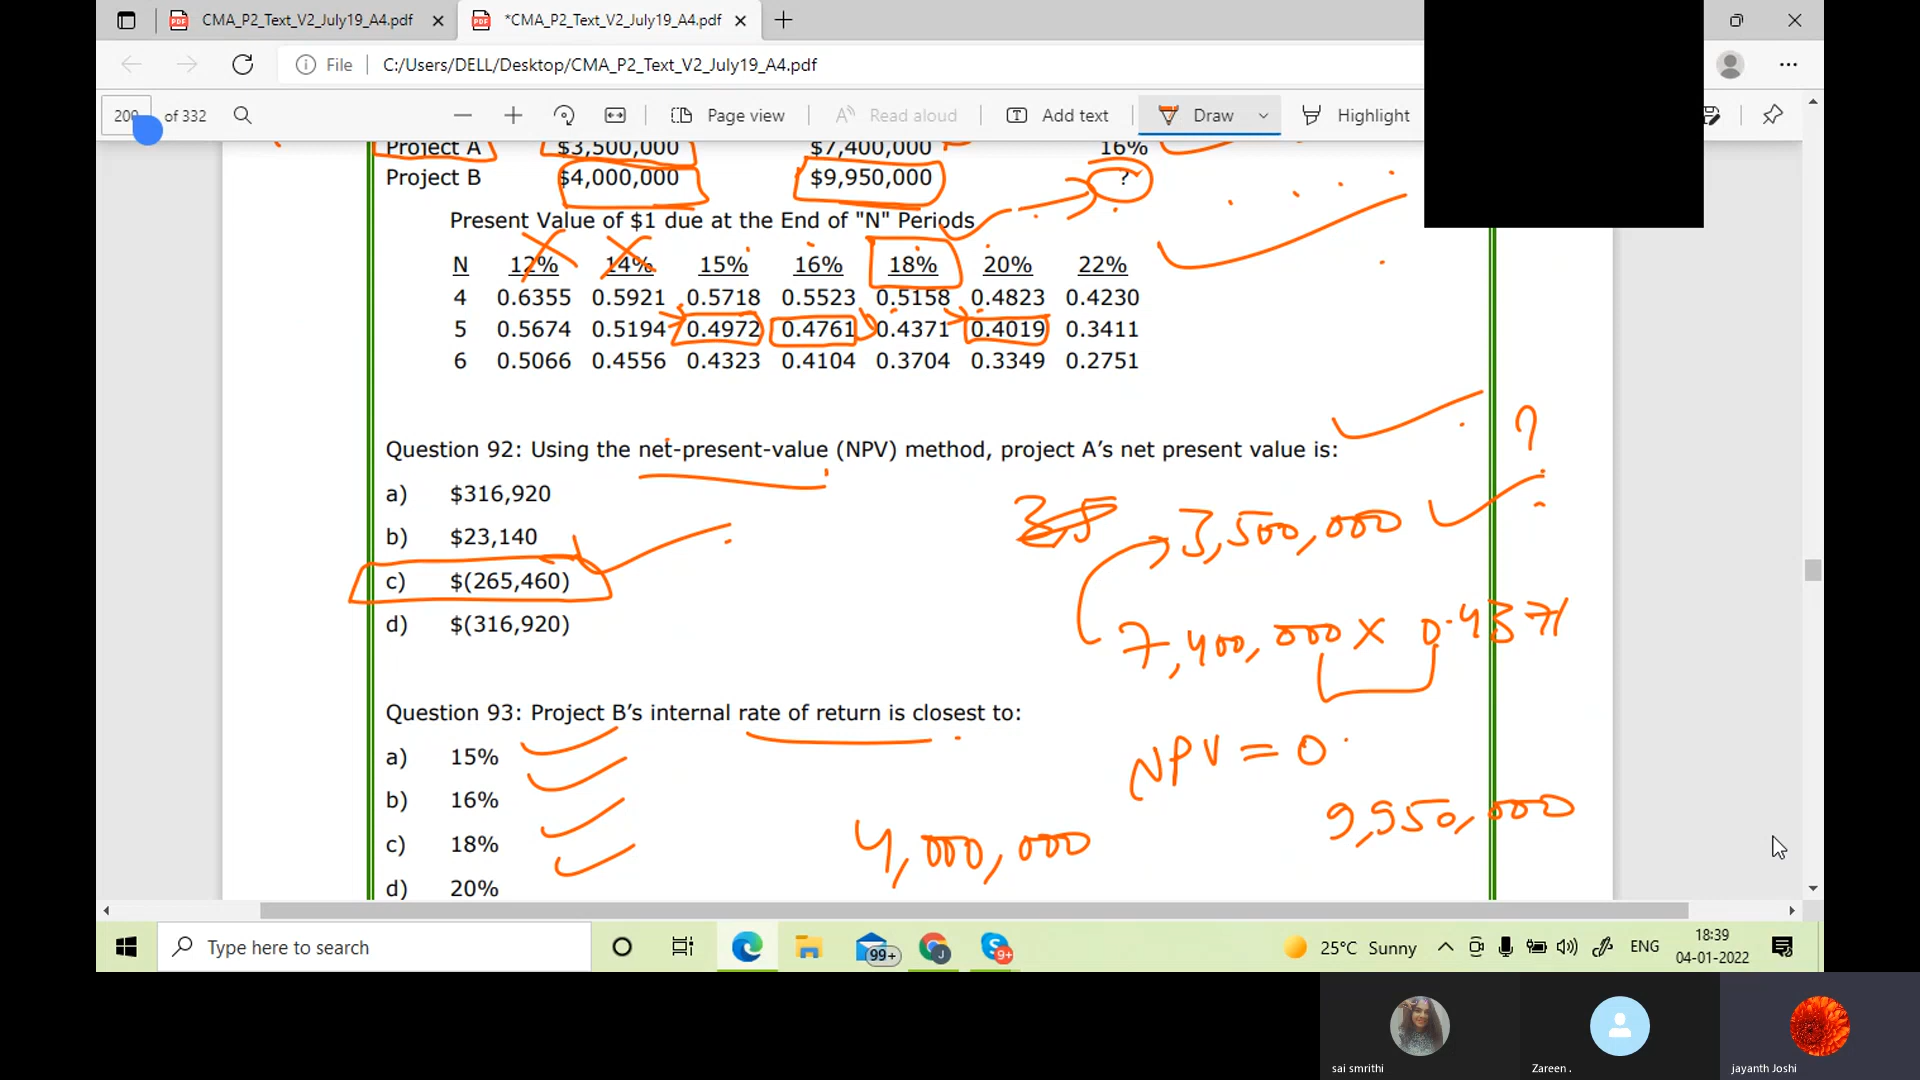 CMA_P2_Text_V2_July19_A4.pdf
*CMA_P2_Text_V2_July19_A4.pdf
File C:/Users/DELL/Desktop/CMA_P2_Text_V2_July19_A4.pdf
200 of 332 Page view Read aloud Add text Draw Highlight
Project A $3,500,000 $7,400,000 16%
Project B $4,000,000 $9,950,000 ?
Present Value of $1 due at the End of "N" Periods
N 12% 14% 15% 16% 18% 20% 22%
4 0.6355 0.5921 0.5718 0.5523 0.5158 0.4823 0.4230
5 0.5674 0.5194 0.4972 0.4761 0.4371 0.4019 0.3411
6 0.5066 0.4556 0.4323 0.4104 0.3704 0.3349 0.2751
?
Question 92: Using the net-present-value (NPV) method, project A's net present value is:
a) $316,920
b) $23,140
c) $(265,460)
d) $(316,920)
3,500,000
7,400,000 X 0.4371
Question 93: Project B's internal rate of return is closest to:
a) 15%
b) 16%
c) 18%
d) 20%
NPV = 0
9,950,000
4,000,000
Type here to search
99+
J
9+
25°C Sunny
ENG
18:39
04-01-2022
sai smrithi
Zareen .
jayanth Joshi